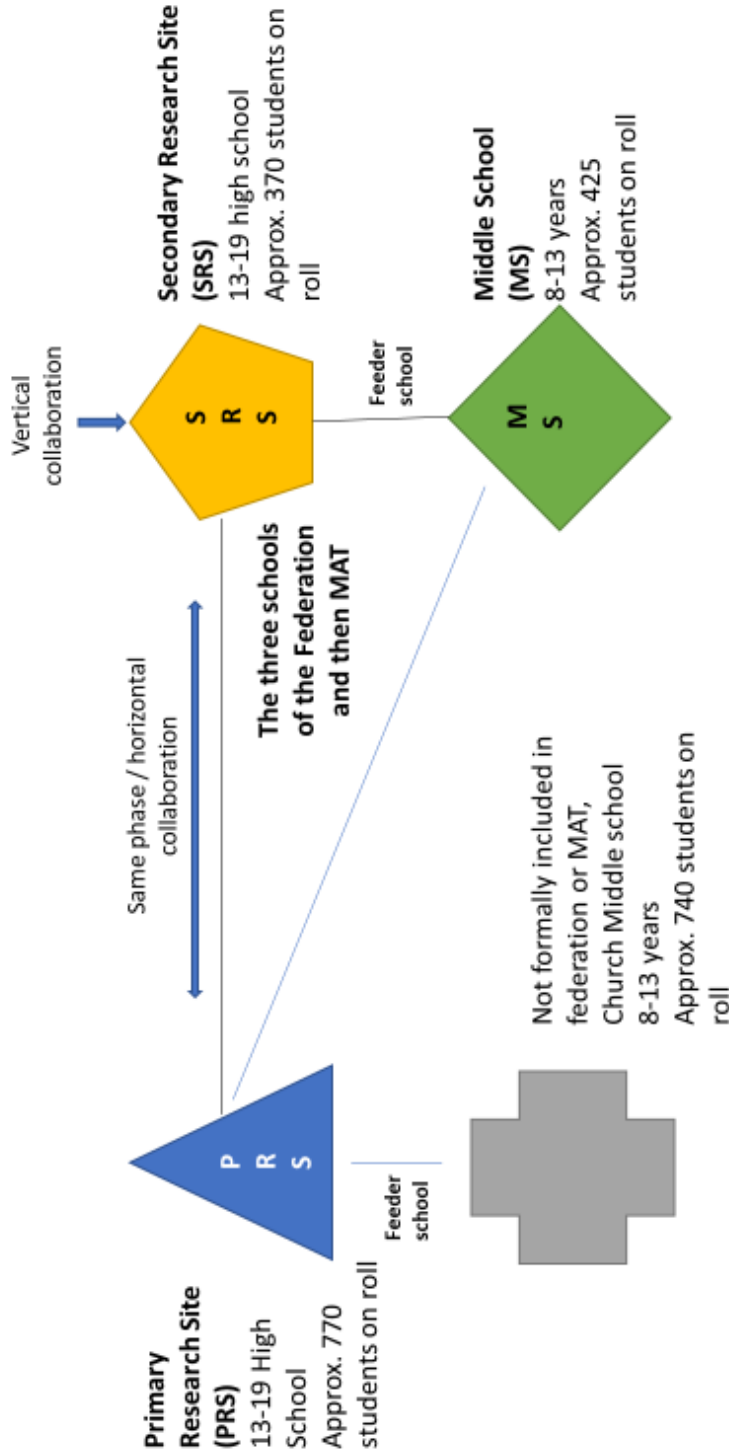 Primary
Research Site
(PRS)
13-19 High
School
Approx. 770
students on roll
P
R
S
Feeder
school
Same phase / horizontal
collaboration
The three schools
of the Federation
and then MAT
Not formally included in
federation or MAT,
Church Middle school
8-13 years
Approx. 740 students on
roll
Vertical
collaboration
S
R
S
Secondary Research Site
(SRS)
13-19 high school
Approx. 370 students on
roll
Feeder
school
M
S
Middle School
(MS)
8-13 years
Approx. 425
students on roll